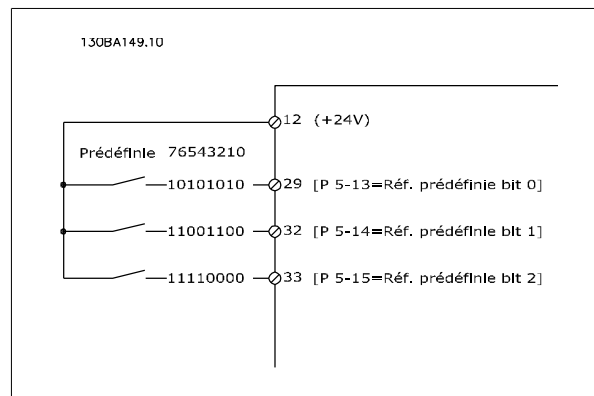 130BA149.10
12 (+24V)
Prédéfinie 76543210
10101010 29 [P 5-13=Réf. prédéfinie bit 0]
11001100 32 [P 5-14=Réf. prédéfinie bit 1]
11110000 33 [P 5-15=Réf. prédéfinie bit 2]